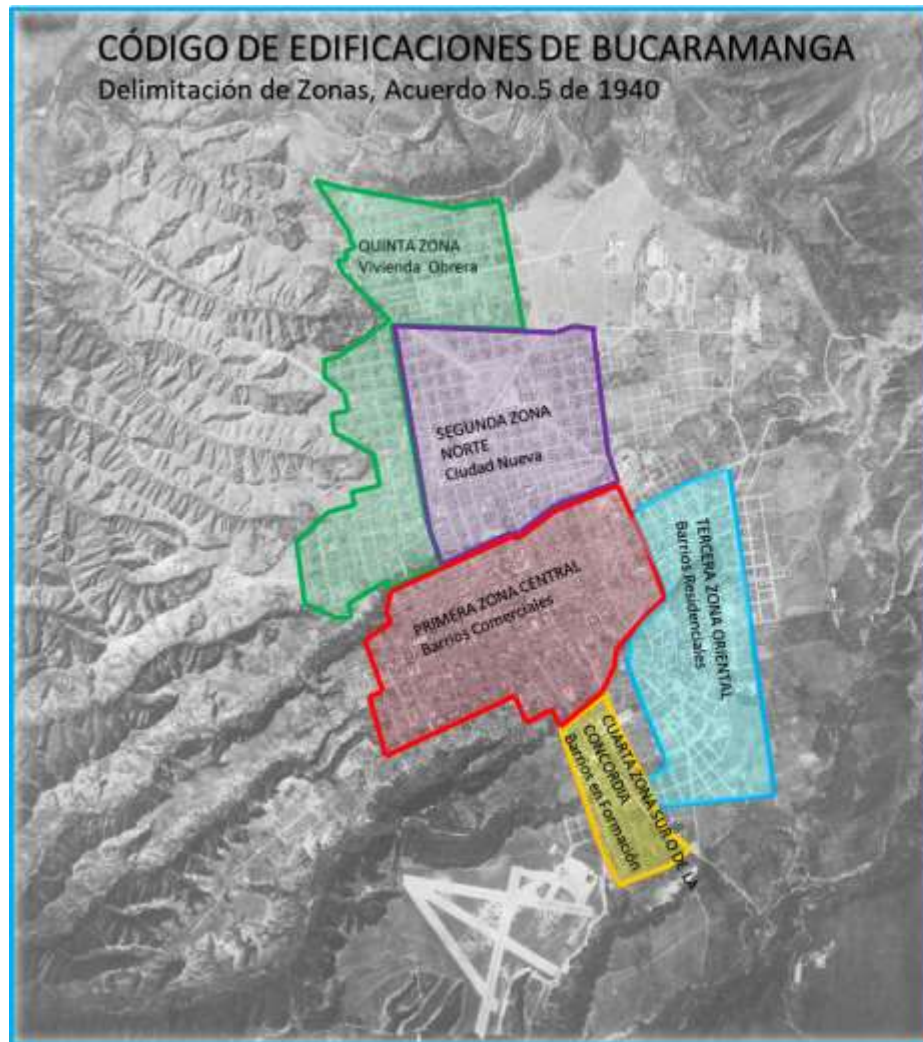 CÓDIGO DE EDIFICACIONES DE BUCARAMANGA
Delimitación de Zonas, Acuerdo No.5 de 1940
QUINTA ZONA
Vivienda Obrera
SEGUNDA ZONA
NORTE
Ciudad Nueva
PRIMERA ZONA CENTRAL
Barrios Comerciales
TERCERA ZONA ORIENTAL
Barrios Residenciales
CUARTA ZONA SUR O DE LA
CONCORDIA
Barrios en Formación